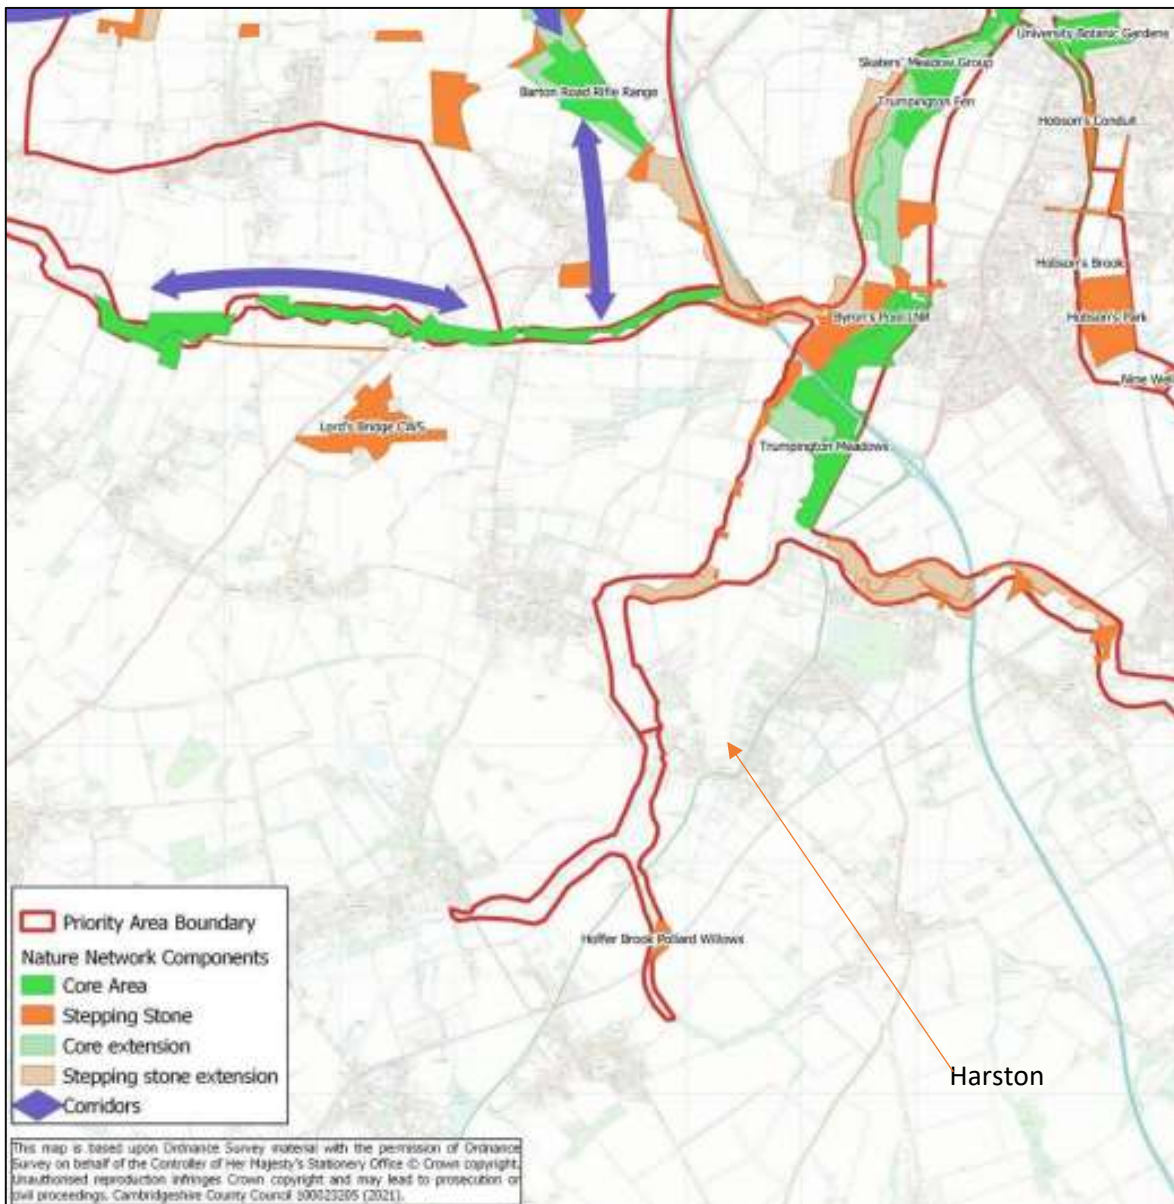 University Botanic Gardens
Skaters' Meadow Group
Barton Road Rifle Range
Trumpington Fen
Hobson's Conduit
Hobson's Brook
Byron's Pool LNR
Hobson's Park
Nine Wel
Lord's Bridge CWS
Trumpington Meadows
Hoffer Brook Pollard Willows
Harston
Priority Area Boundary
Nature Network Components
Core Area
Stepping Stone
Core extension
Stepping stone extension
Corridors
This map is based upon Ordnance Survey material with the permission of Ordnance
Survey on behalf of the Controller of Her Majesty's Stationery Office © Crown copyright.
Unauthorised reproduction infringes Crown copyright and may lead to prosecution or
civil proceedings. Cambridgeshire County Council 100023205 (2021).